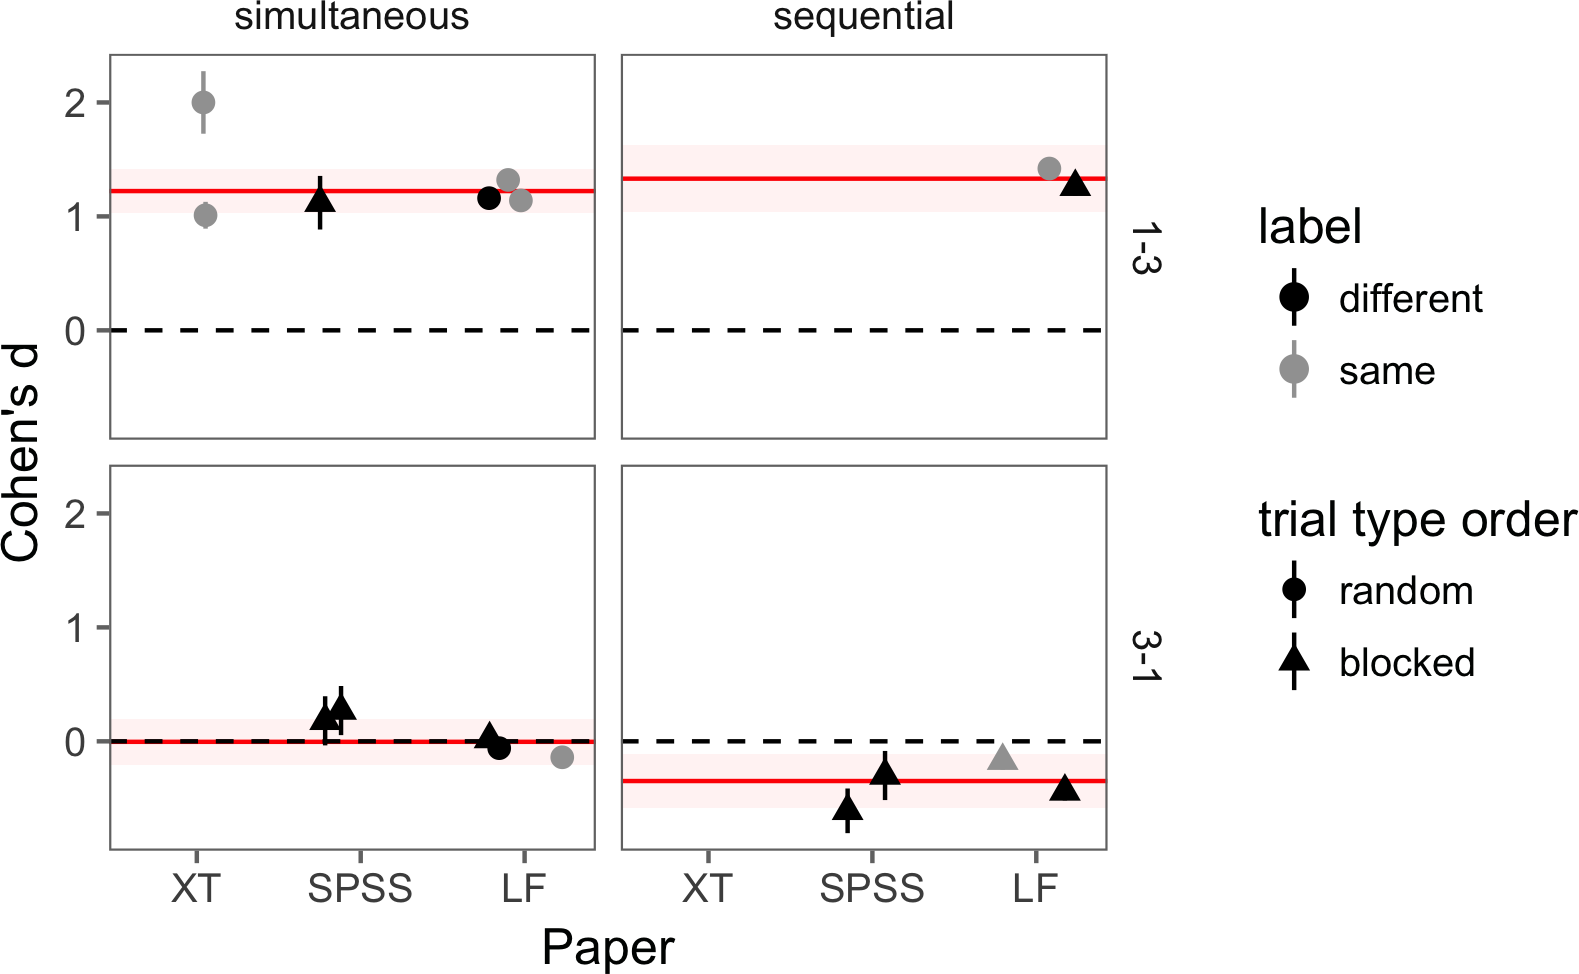 simultaneous
sequential
2
1
0
1-3
2
1
0
3-1
Cohen's d
XT
SPSS
LF
XT
SPSS
LF
Paper
label
different
same
trial type order
random
blocked